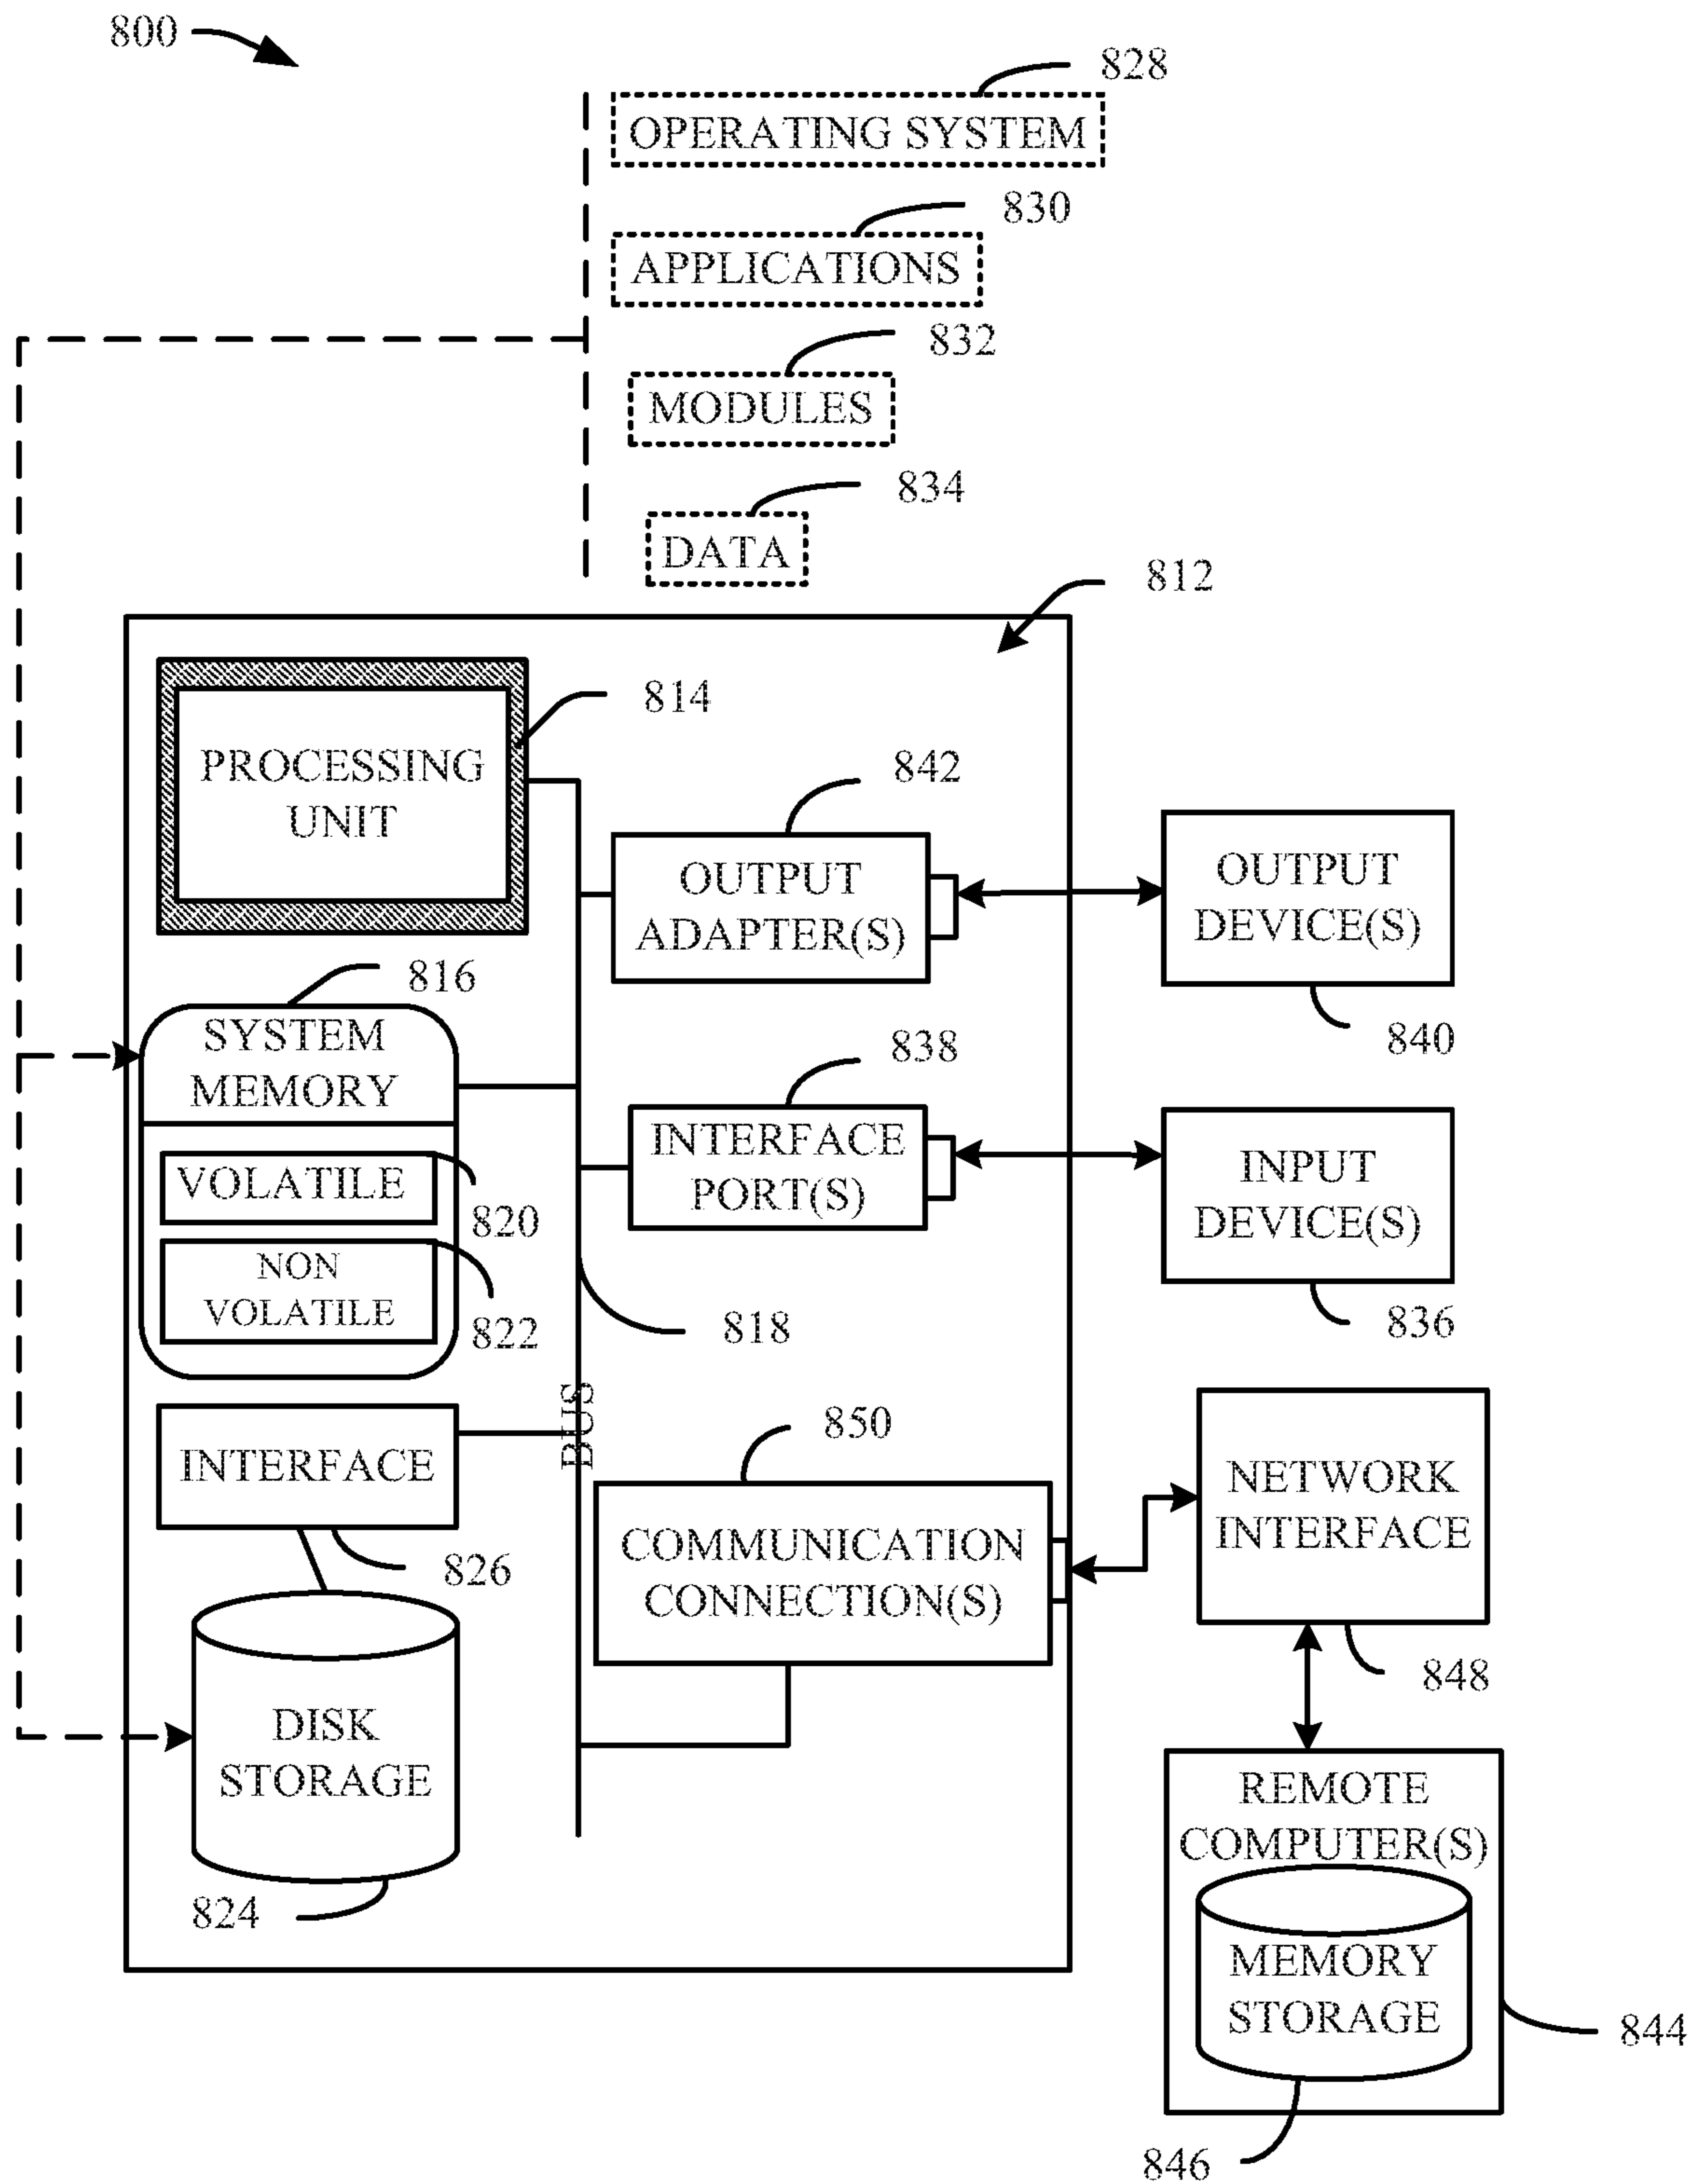 800
828
OPERATING SYSTEM
830
APPLICATIONS
832
MODULES
834
DATA
812
814
PROCESSING
UNIT
842
OUTPUT
ADAPTER(S)
OUTPUT
DEVICE(S)
840
816
SYSTEM
MEMORY
838
INTERFACE
PORT(S)
INPUT
DEVICE(S)
836
VOLATILE
820
NON
VOLATILE
822
818
BUS
INTERFACE
826
850
COMMUNICATION
CONNECTION(S)
NETWORK
INTERFACE
848
DISK
STORAGE
824
REMOTE
COMPUTER(S)
MEMORY
STORAGE
844
846